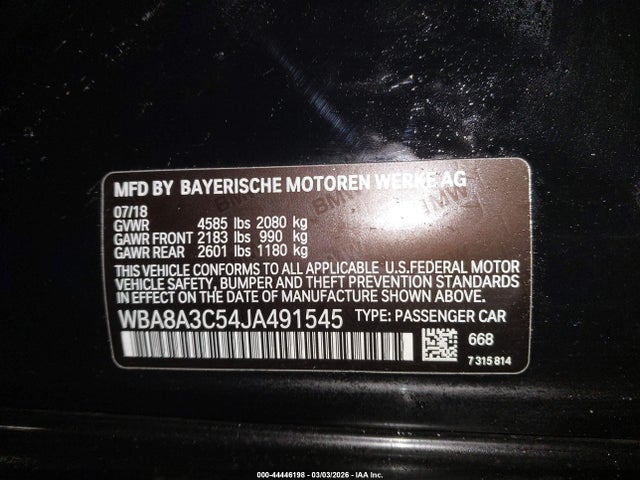 MFD BY BAYERISCHE MOTOREN WERKE AG
07/18
GVWR 4585 lbs 2080 kg
GAWR FRONT 2183 lbs 990 kg
GAWR REAR 2601 lbs 1180 kg
THIS VEHICLE CONFORMS TO ALL APPLICABLE U.S.FEDERAL MOTOR
VEHICLE SAFETY, BUMPER AND THEFT PREVENTION STANDARDS
IN EFFECT ON THE DATE OF MANUFACTURE SHOWN ABOVE.
WBA8A3C54JA491545 TYPE: PASSENGER CAR
668
7 315 814
000-44446198 - 03/03/2026 - IAA Inc.